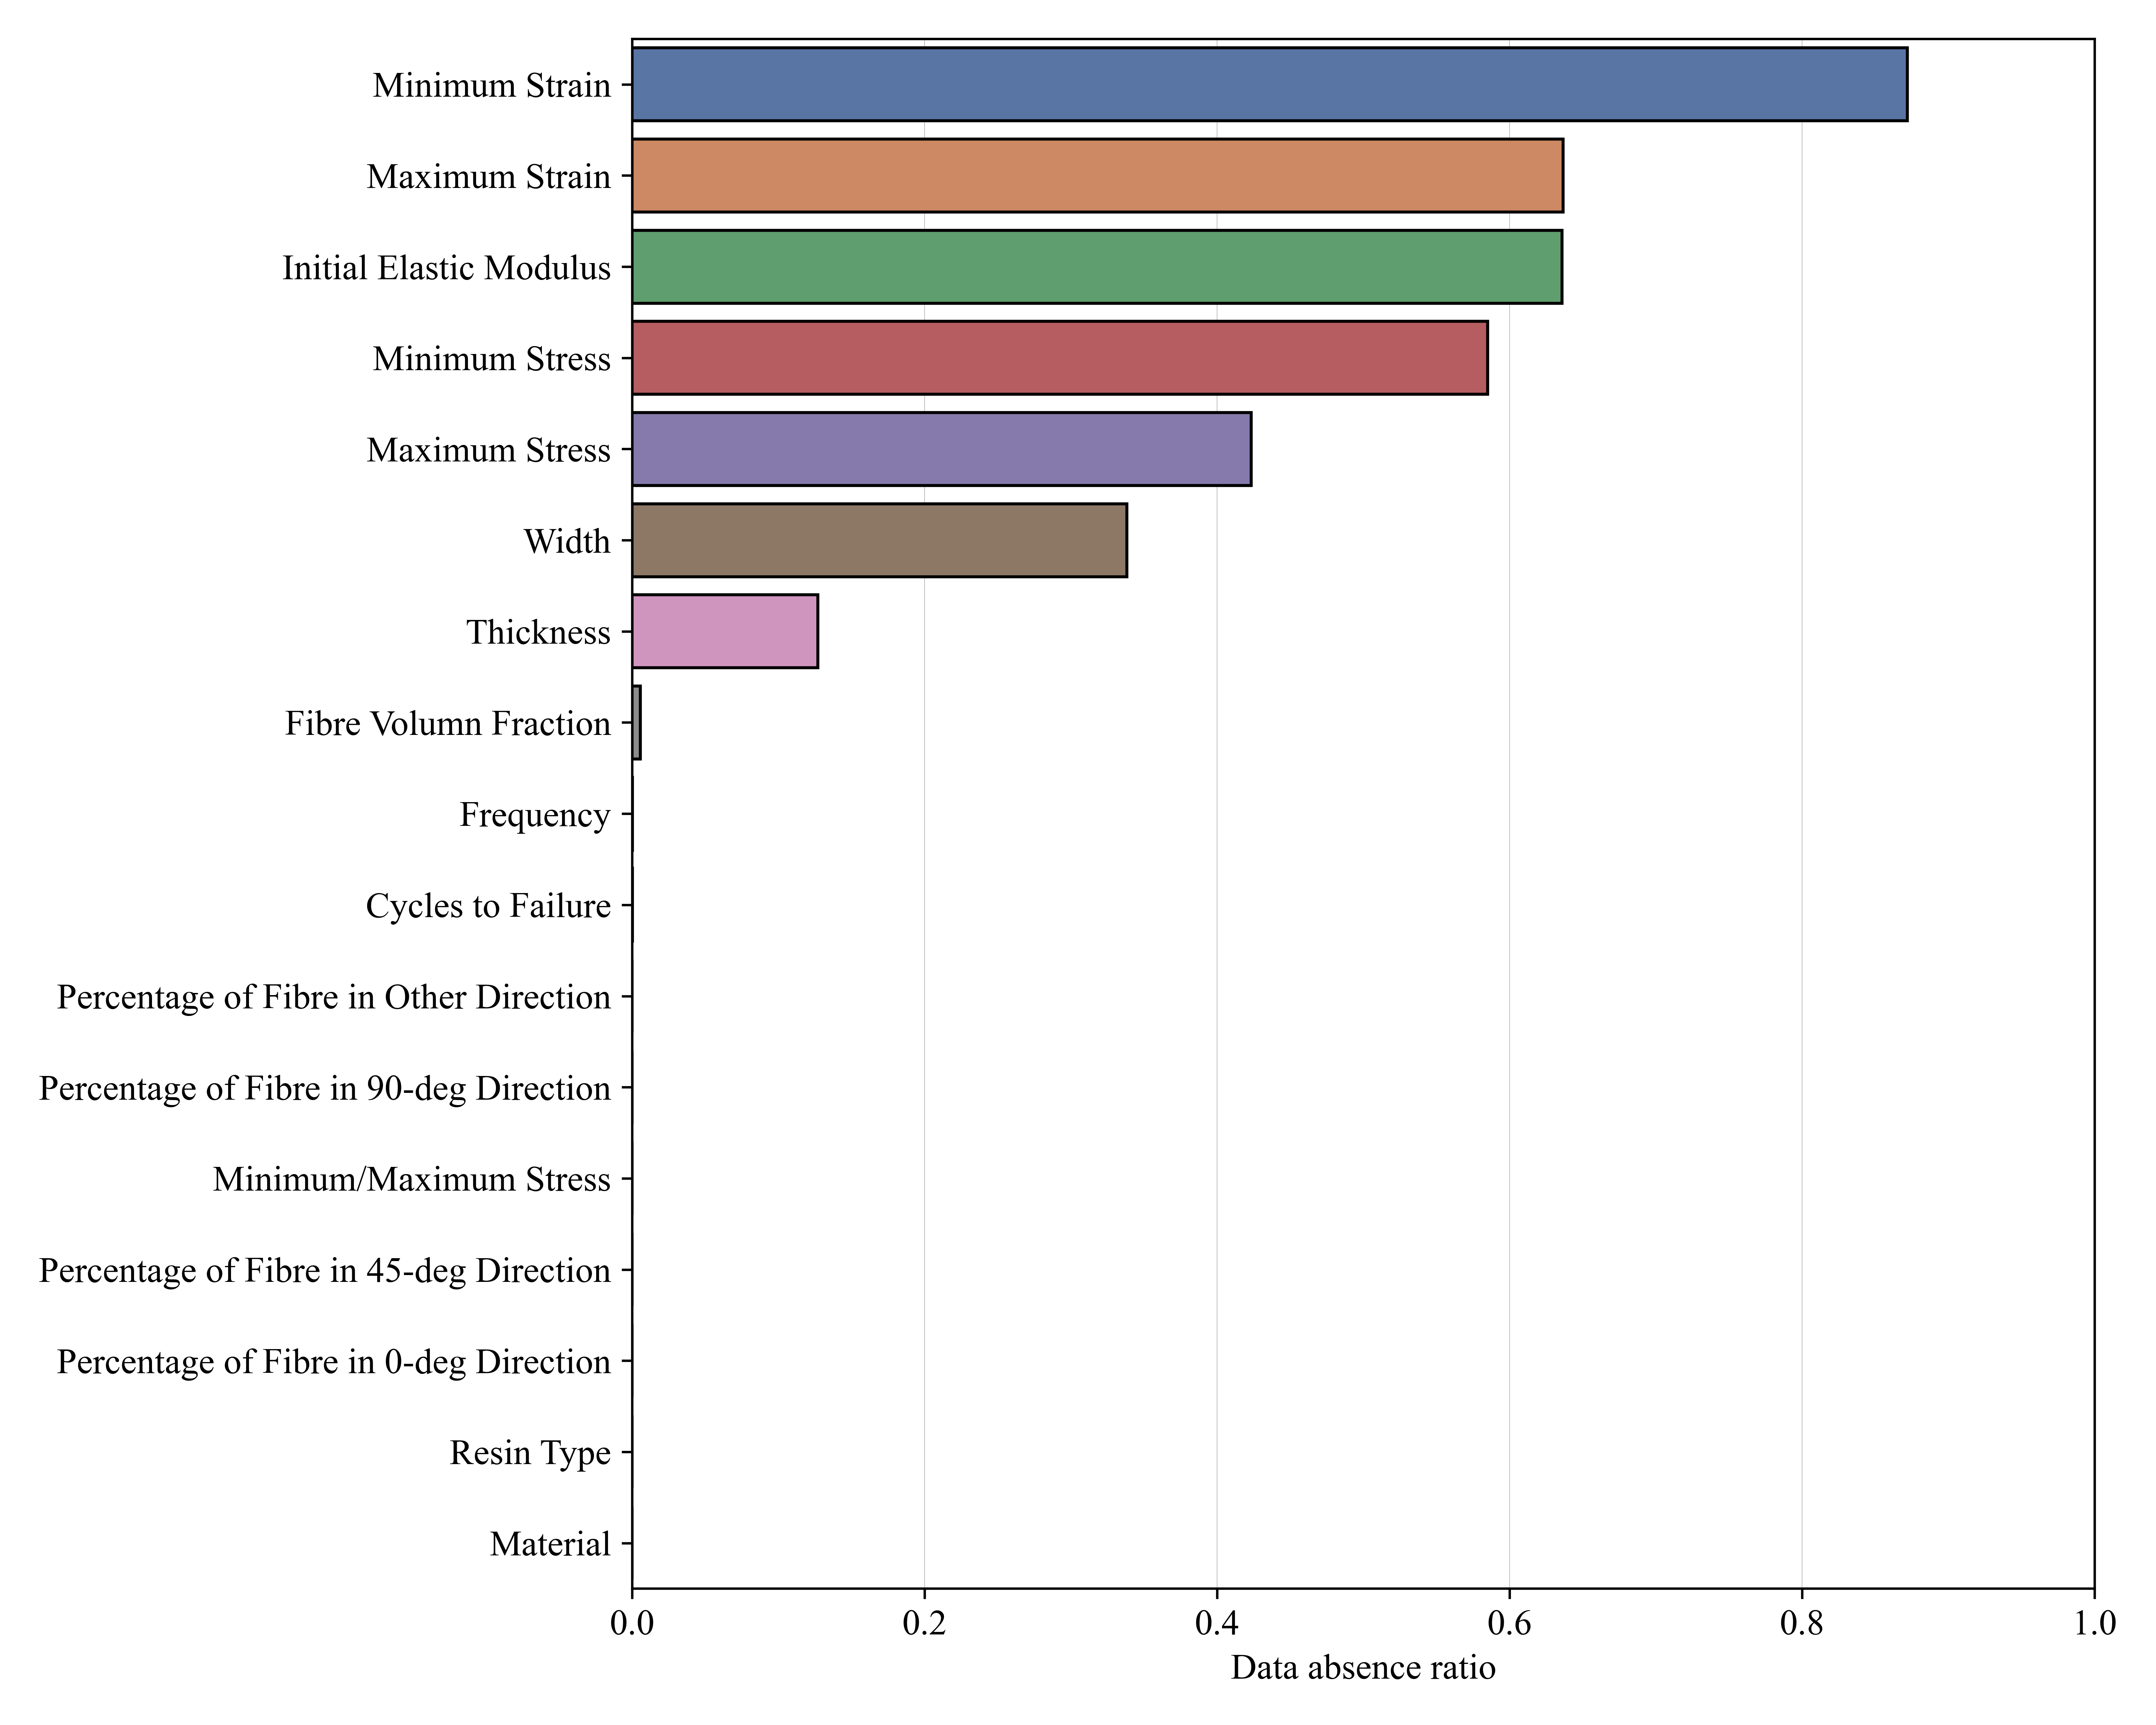 Minimum Strain
Maximum Strain
Initial Elastic Modulus
Minimum Stress
Maximum Stress
Width
Thickness
Fibre Volumn Fraction
Frequency
Cycles to Failure
Percentage of Fibre in Other Direction
Percentage of Fibre in 90-deg Direction
Minimum/Maximum Stress
Percentage of Fibre in 45-deg Direction
Percentage of Fibre in 0-deg Direction
Resin Type
Material
0.0 0.2 0.4 0.6 0.8 1.0
Data absence ratio